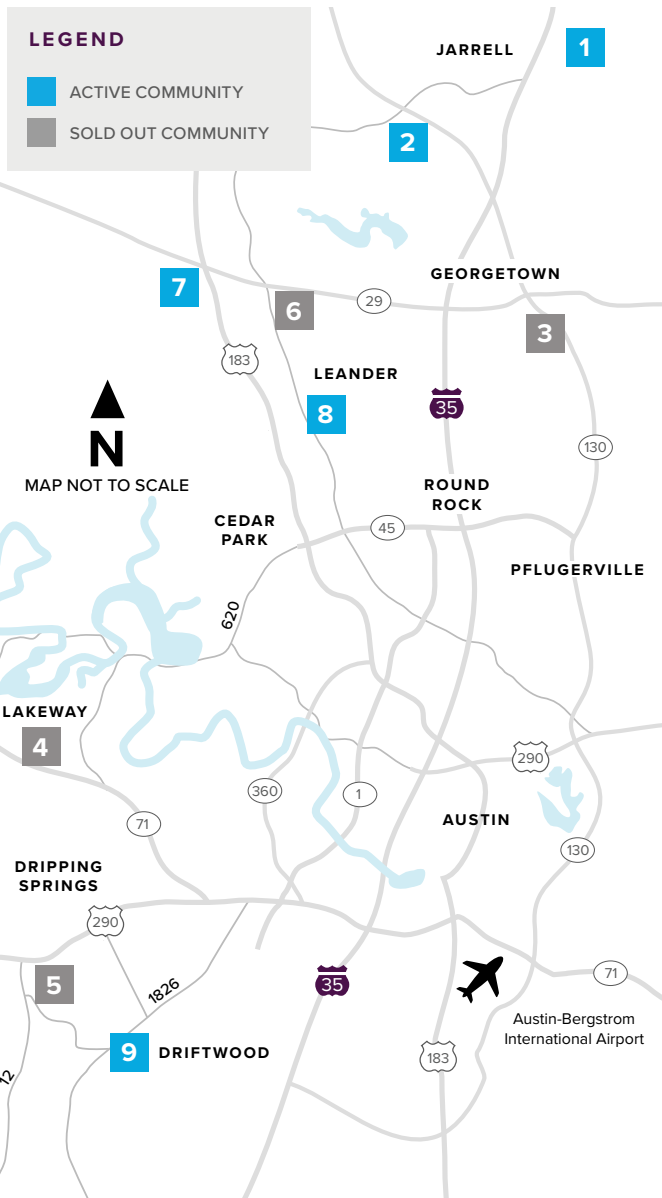 LEGEND
ACTIVE COMMUNITY
SOLD OUT COMMUNITY
JARRELL
1
2
GEORGETOWN
7
6
29
3
183
LEANDER
8
35
130
N
MAP NOT TO SCALE
ROUND
ROCK
CEDAR
PARK
45
PFLUGERVILLE
620
LAKEWAY
4
290
360
1
71
AUSTIN
130
DRIPPING
SPRINGS
290
5
1826
35
71
Austin-Bergstrom
International Airport
9
DRIFTWOOD
183
12